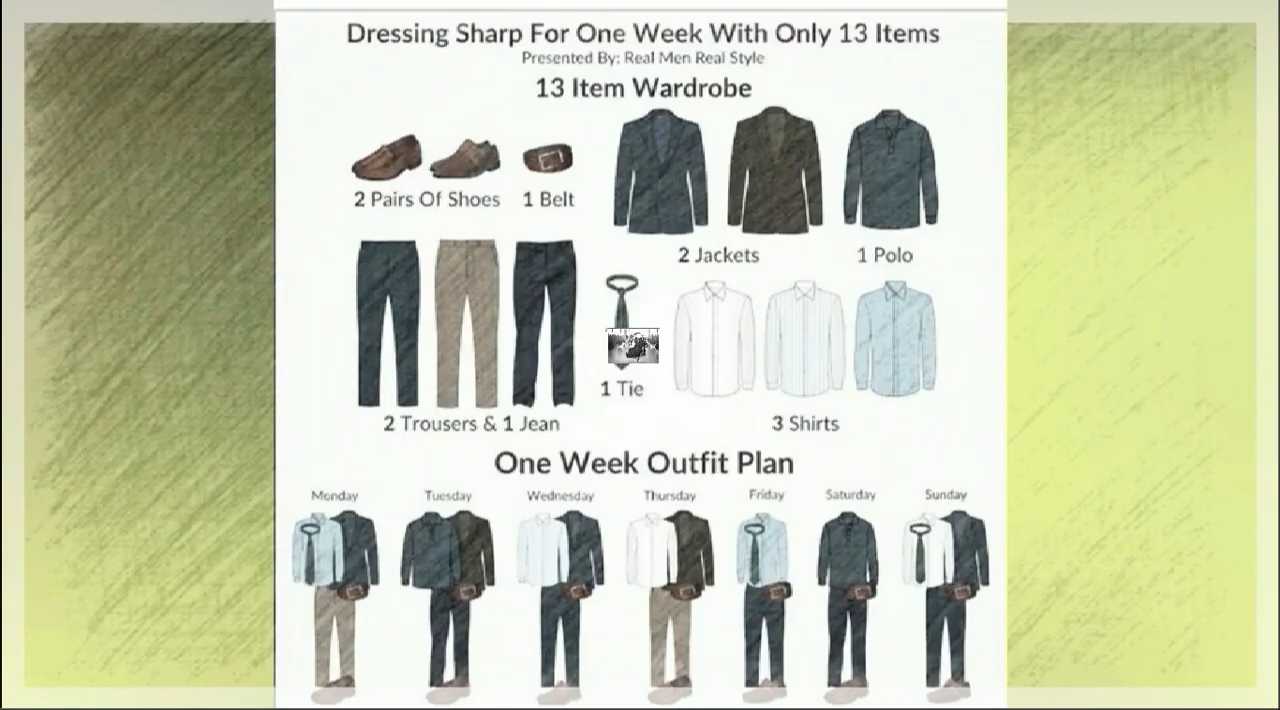 Dressing Sharp For One Week With Only 13 Items
Presented By: Real Men Real Style
13 Item Wardrobe
2 Pairs Of Shoes
1 Belt
2 Jackets
1 Polo
1 Tie
2 Trousers & 1 Jean
3 Shirts
One Week Outfit Plan
Monday
Tuesday
Wednesday
Thursday
Friday
Saturday
Sunday